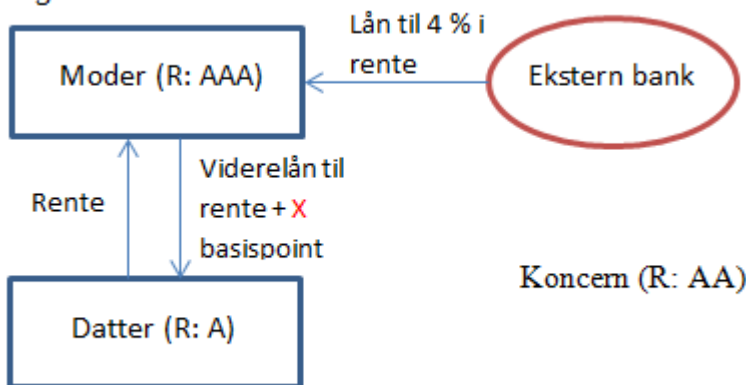 Lån til 4 % i
rente
Moder (R: AAA)
Ekstern bank
Viderelån til
rente + X
basispoint
Rente
Koncern (R: AA)
Datter (R: A)